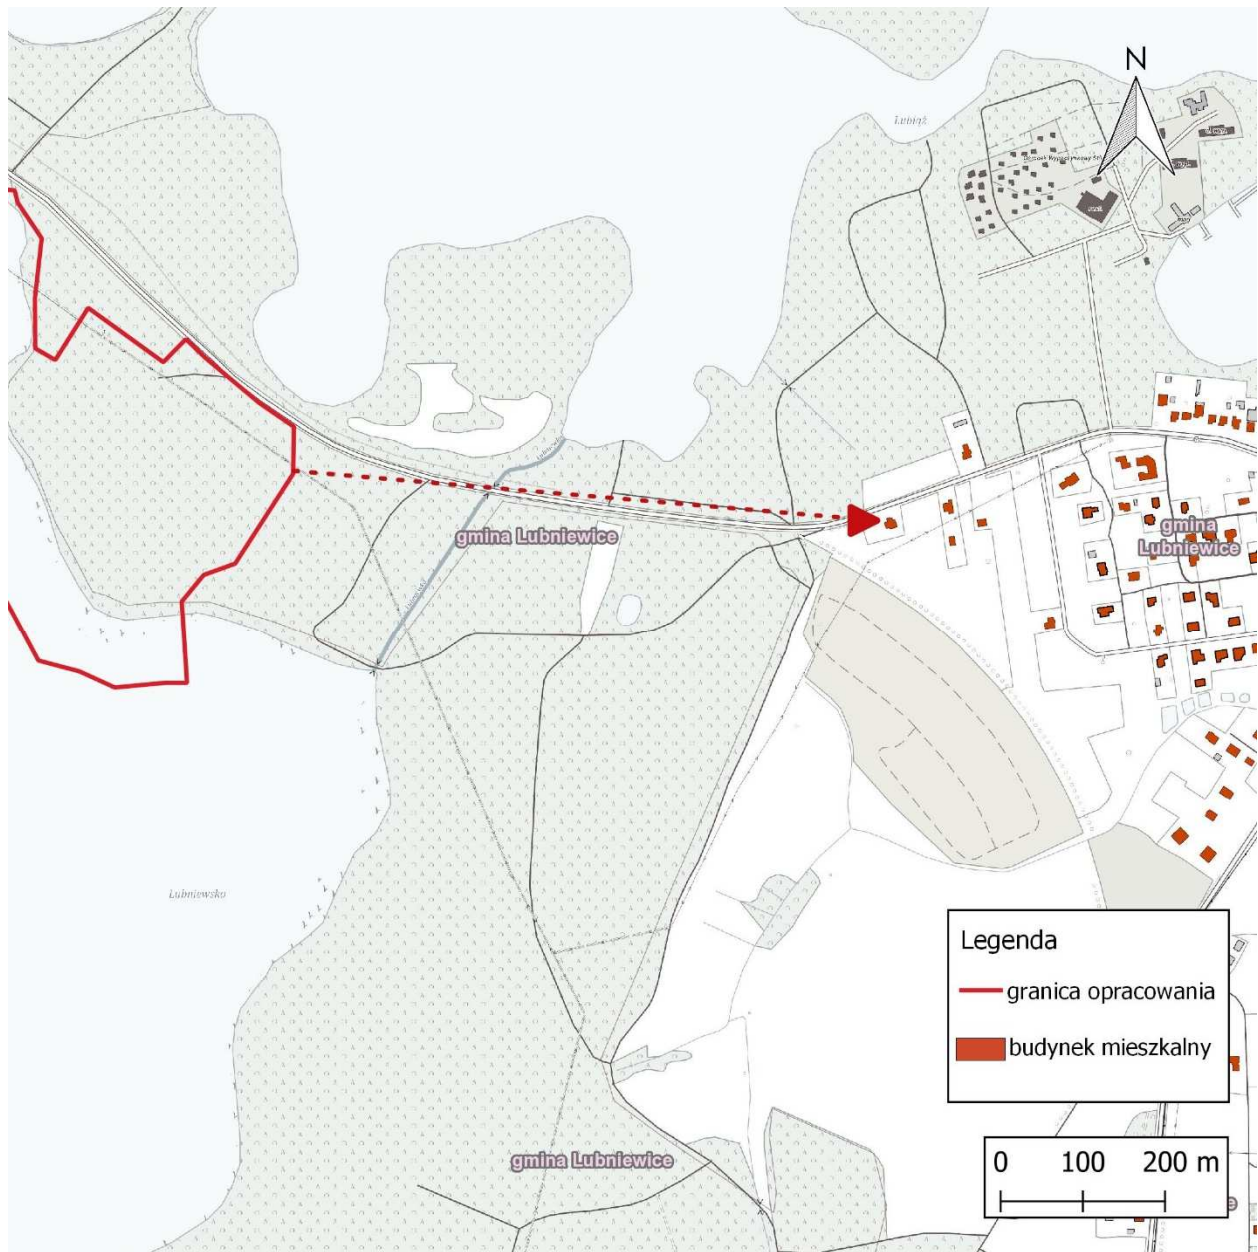 N
Lubiąż
gmina Lubniewice
gmina
Lubniewice
Lubniewsko
Legenda
granica opracowania
budynek mieszkalny
gmina Lubniewice
0 100 200 m